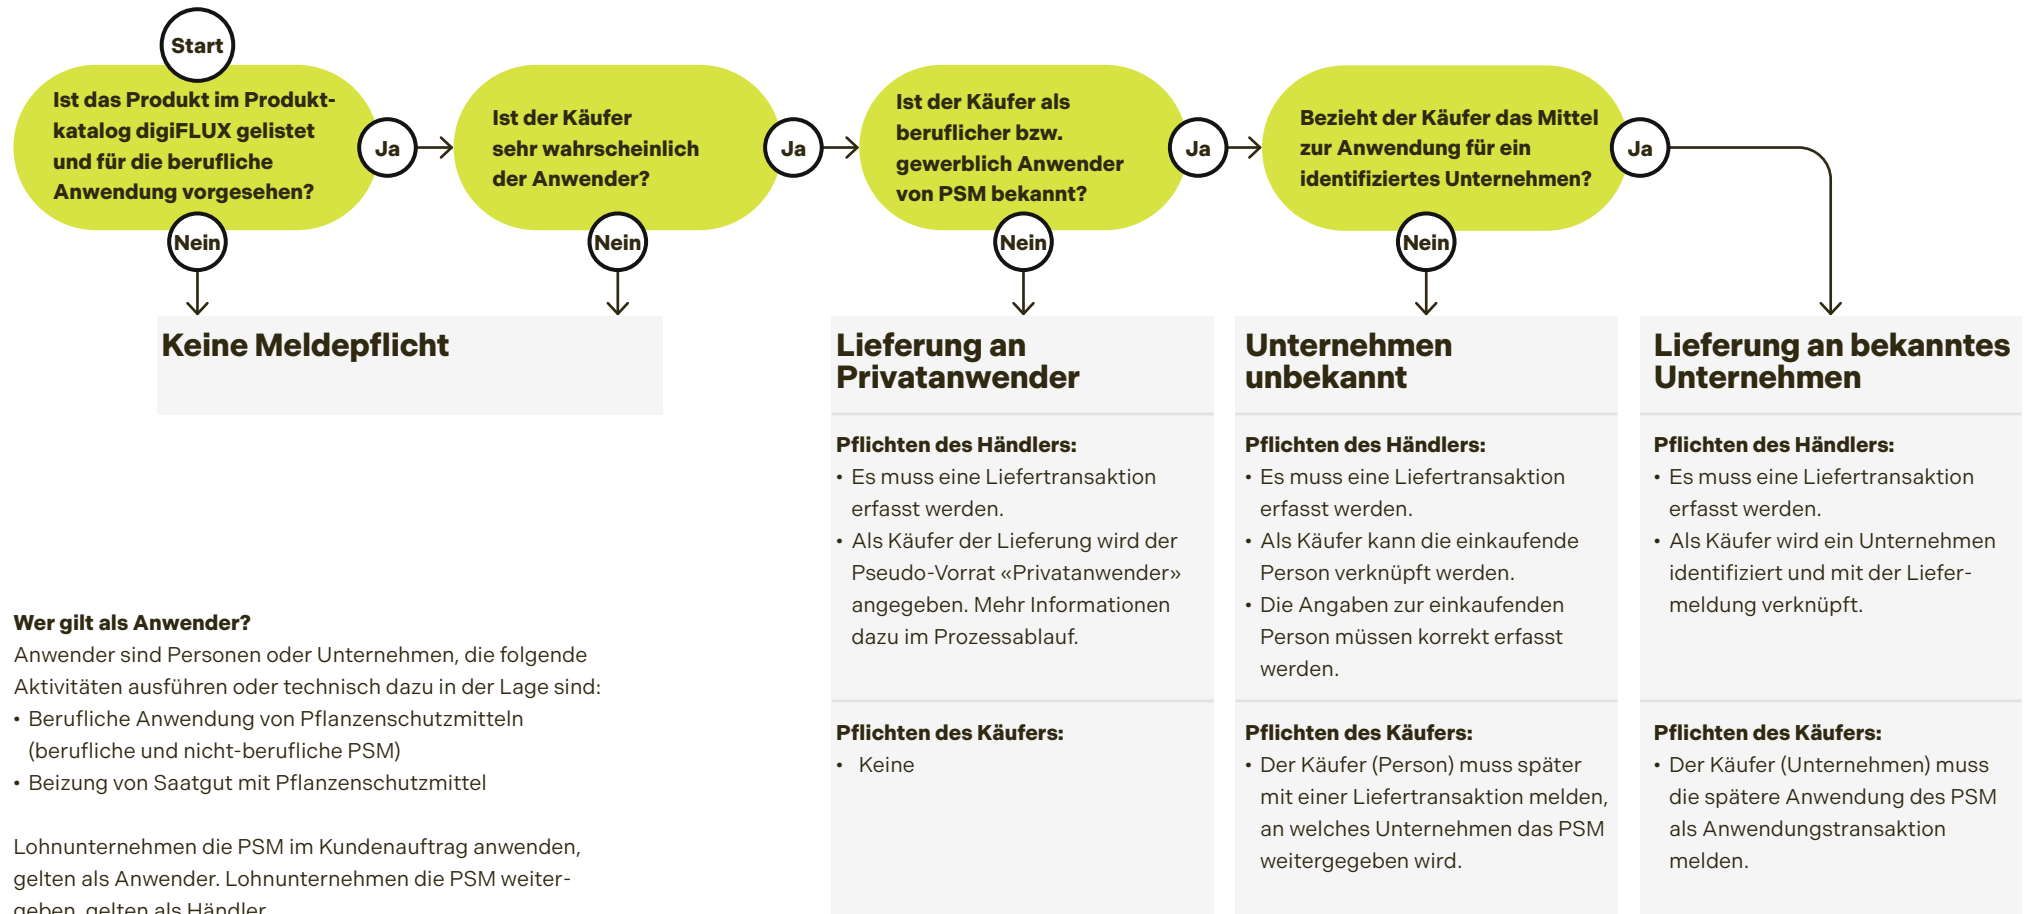 Start
Ist das Produkt im Produkt-
katalog digiFLUX gelistet
und für die berufliche
Anwendung vorgesehen?
Ja
Nein
Ist der Käufer
sehr wahrscheinlich
der Anwender?
Ja
Nein
Ist der Käufer als
beruflicher bzw.
gewerblich Anwender
von PSM bekannt?
Ja
Nein
Bezieht der Käufer das Mittel
zur Anwendung für ein
identifiziertes Unternehmen?
Ja
Nein
Keine Meldepflicht
Lieferung an
Privatanwender
Pflichten des Händlers:
• Es muss eine Liefertransaktion
erfasst werden.
• Als Käufer der Lieferung wird der
Pseudo-Vorrat «Privatanwender»
angegeben. Mehr Informationen
dazu im Prozessablauf.
Pflichten des Käufers:
• Keine
Unternehmen
unbekannt
Pflichten des Händlers:
• Es muss eine Liefertransaktion
erfasst werden.
• Als Käufer kann die einkaufende
Person verknüpft werden.
• Die Angaben zur einkaufenden
Person müssen korrekt erfasst
werden.
Pflichten des Käufers:
• Der Käufer (Person) muss später
mit einer Liefertransaktion melden,
an welches Unternehmen das PSM
weitergegeben wird.
Lieferung an bekanntes
Unternehmen
Pflichten des Händlers:
• Es muss eine Liefertransaktion
erfasst werden.
• Als Käufer wird ein Unternehmen
identifiziert und mit der Liefer-
meldung verknüpft.
Pflichten des Käufers:
• Der Käufer (Unternehmen) muss
die spätere Anwendung des PSM
als Anwendungstransaktion
melden.
Wer gilt als Anwender?
Anwender sind Personen oder Unternehmen, die folgende
Aktivitäten ausführen oder technisch dazu in der Lage sind:
• Berufliche Anwendung von Pflanzenschutzmitteln
(berufliche und nicht-berufliche PSM)
• Beizung von Saatgut mit Pflanzenschutzmittel
Lohnunternehmen die PSM im Kundenauftrag anwenden,
gelten als Anwender. Lohnunternehmen die PSM weiter-
geben, gelten als Händler